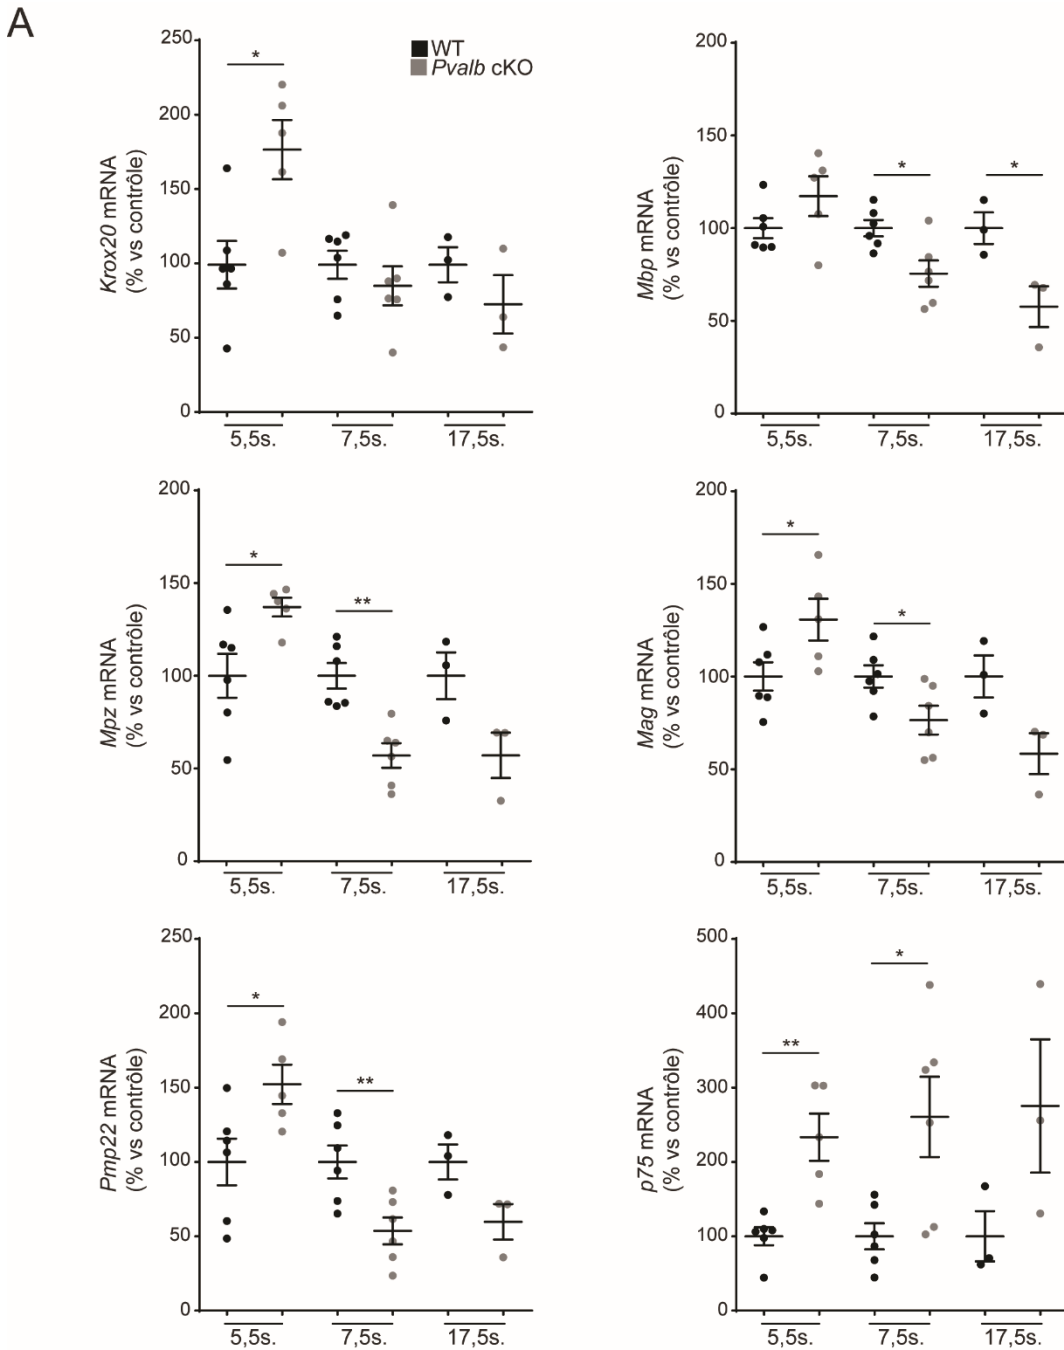 A
WT
Pvalb cKO
Krox20 mRNA
(% vs contrôle)
250
200
150
100
50
0
*
5,5s. 7,5s. 17,5s.
Mbp mRNA
(% vs contrôle)
200
150
100
50
0
* *
5,5s. 7,5s. 17,5s.
Mpz mRNA
(% vs contrôle)
200
150
100
50
0
* **
5,5s. 7,5s. 17,5s.
Mag mRNA
(% vs contrôle)
200
150
100
50
0
* *
5,5s. 7,5s. 17,5s.
Pmp22 mRNA
(% vs contrôle)
250
200
150
100
50
0
* **
5,5s. 7,5s. 17,5s.
p75 mRNA
(% vs contrôle)
500
400
300
200
100
0
** *
5,5s. 7,5s. 17,5s.